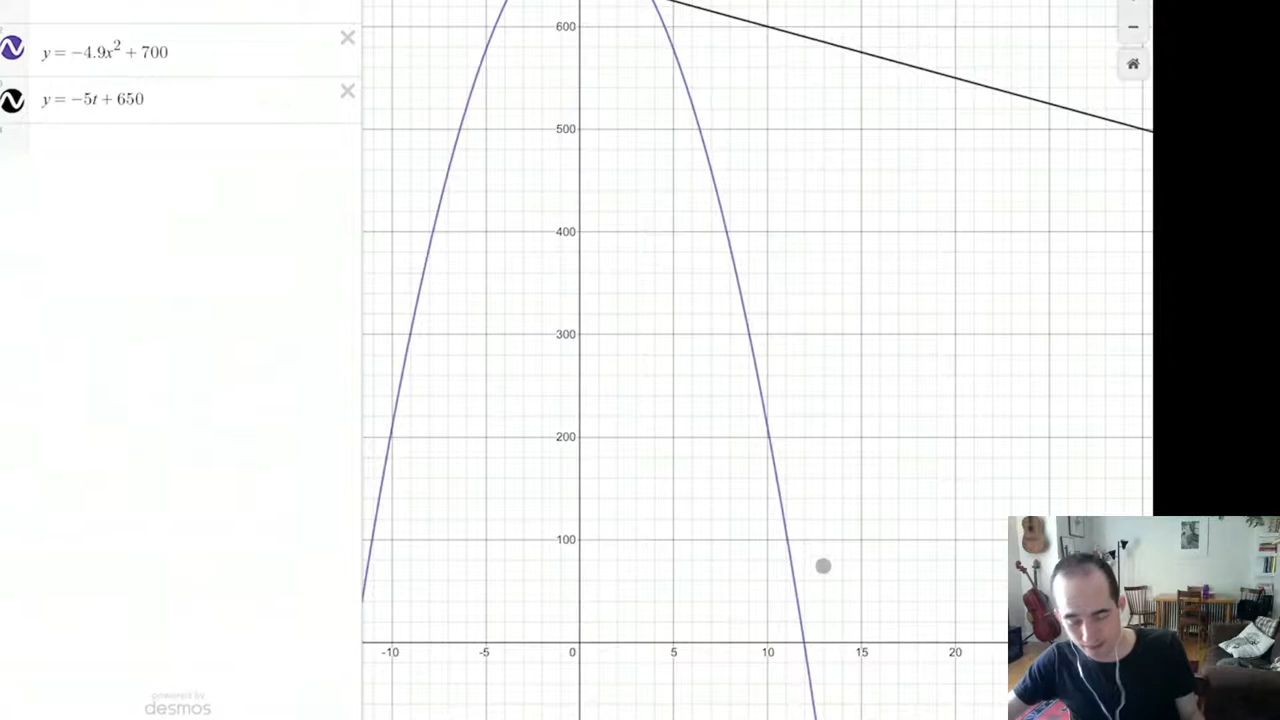 y = −4.9x² + 700
y = −5t + 650
powered by
desmos
600
500
400
300
200
100
-10 -5 0 5 10 15 20